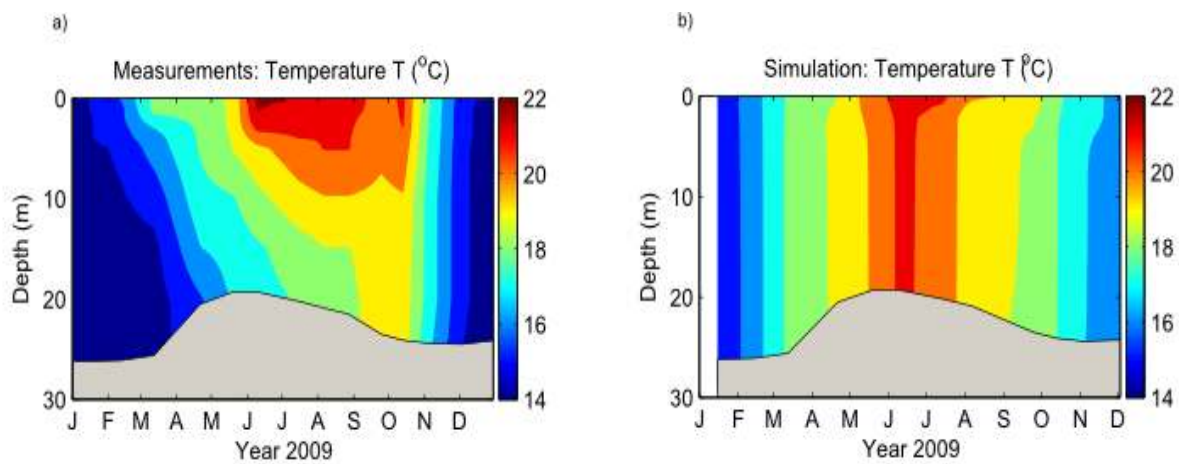 a)
Measurements: Temperature T (°C)
0
10
20
30
Depth (m)
J F M A M J J A S O N D
Year 2009
22
20
18
16
14
b)
Simulation: Temperature T (°C)
0
10
20
30
Depth (m)
J F M A M J J A S O N D
Year 2009
22
20
18
16
14